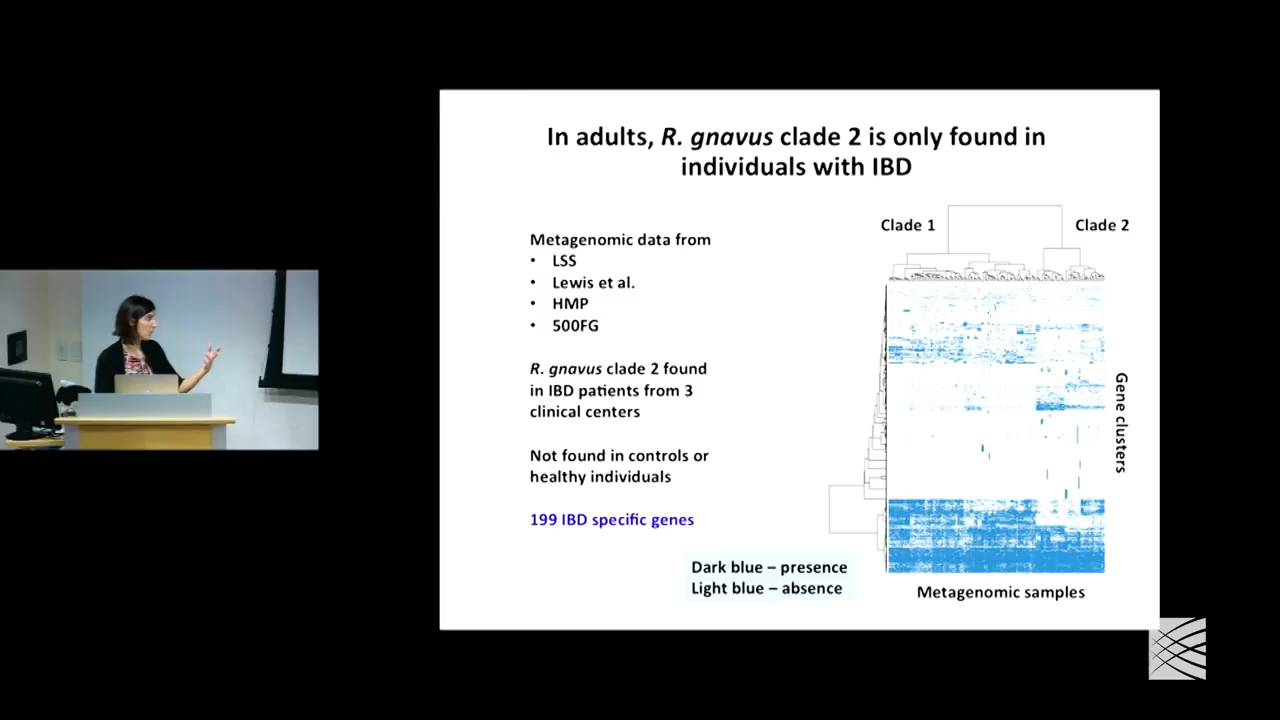 In adults, R. gnavus clade 2 is only found in
individuals with IBD
Metagenomic data from
• LSS
• Lewis et al.
• HMP
• 500FG
R. gnavus clade 2 found
in IBD patients from 3
clinical centers
Not found in controls or
healthy individuals
199 IBD specific genes
Dark blue – presence
Light blue – absence
Clade 1
Clade 2
Gene clusters
Metagenomic samples